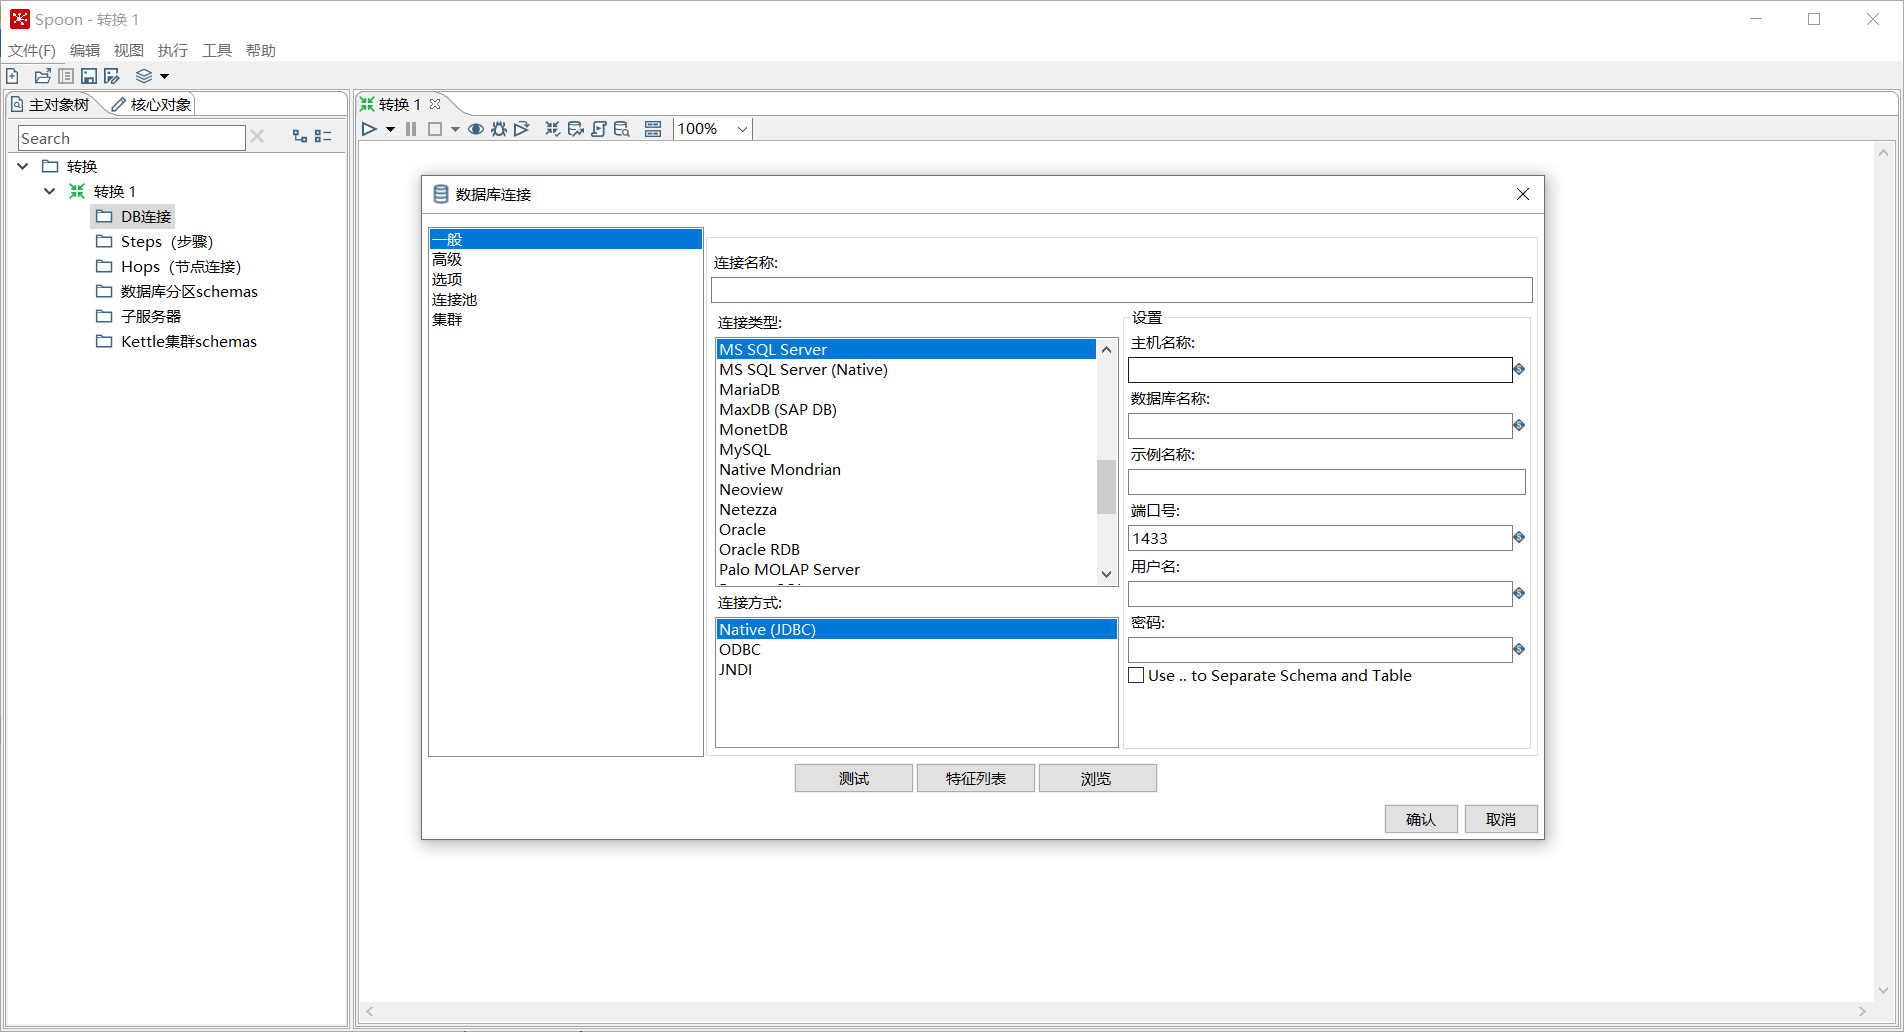 Spoon - 转换 1
文件(F) 编辑 视图 执行 工具 帮助
主对象树 核心对象
Search
转换
转换 1
DB连接
Steps（步骤）
Hops（节点连接）
数据库分区schemas
子服务器
Kettle集群schemas
转换 1
100%
数据库连接
一般
高级
选项
连接池
集群
连接名称:
连接类型:
MS SQL Server
MS SQL Server (Native)
MariaDB
MaxDB (SAP DB)
MonetDB
MySQL
Native Mondrian
Neoview
Netezza
Oracle
Oracle RDB
Palo MOLAP Server
连接方式:
Native (JDBC)
ODBC
JNDI
设置
主机名称:
数据库名称:
示例名称:
端口号:
1433
用户名:
密码:
Use .. to Separate Schema and Table
测试 特征列表 浏览
确认 取消